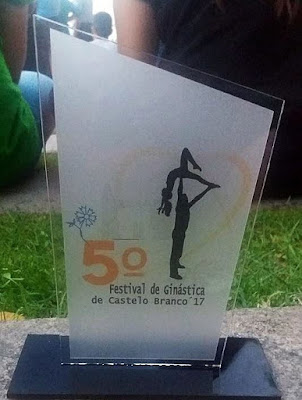 5º
Festival de Ginástica
de Castelo Branco'17